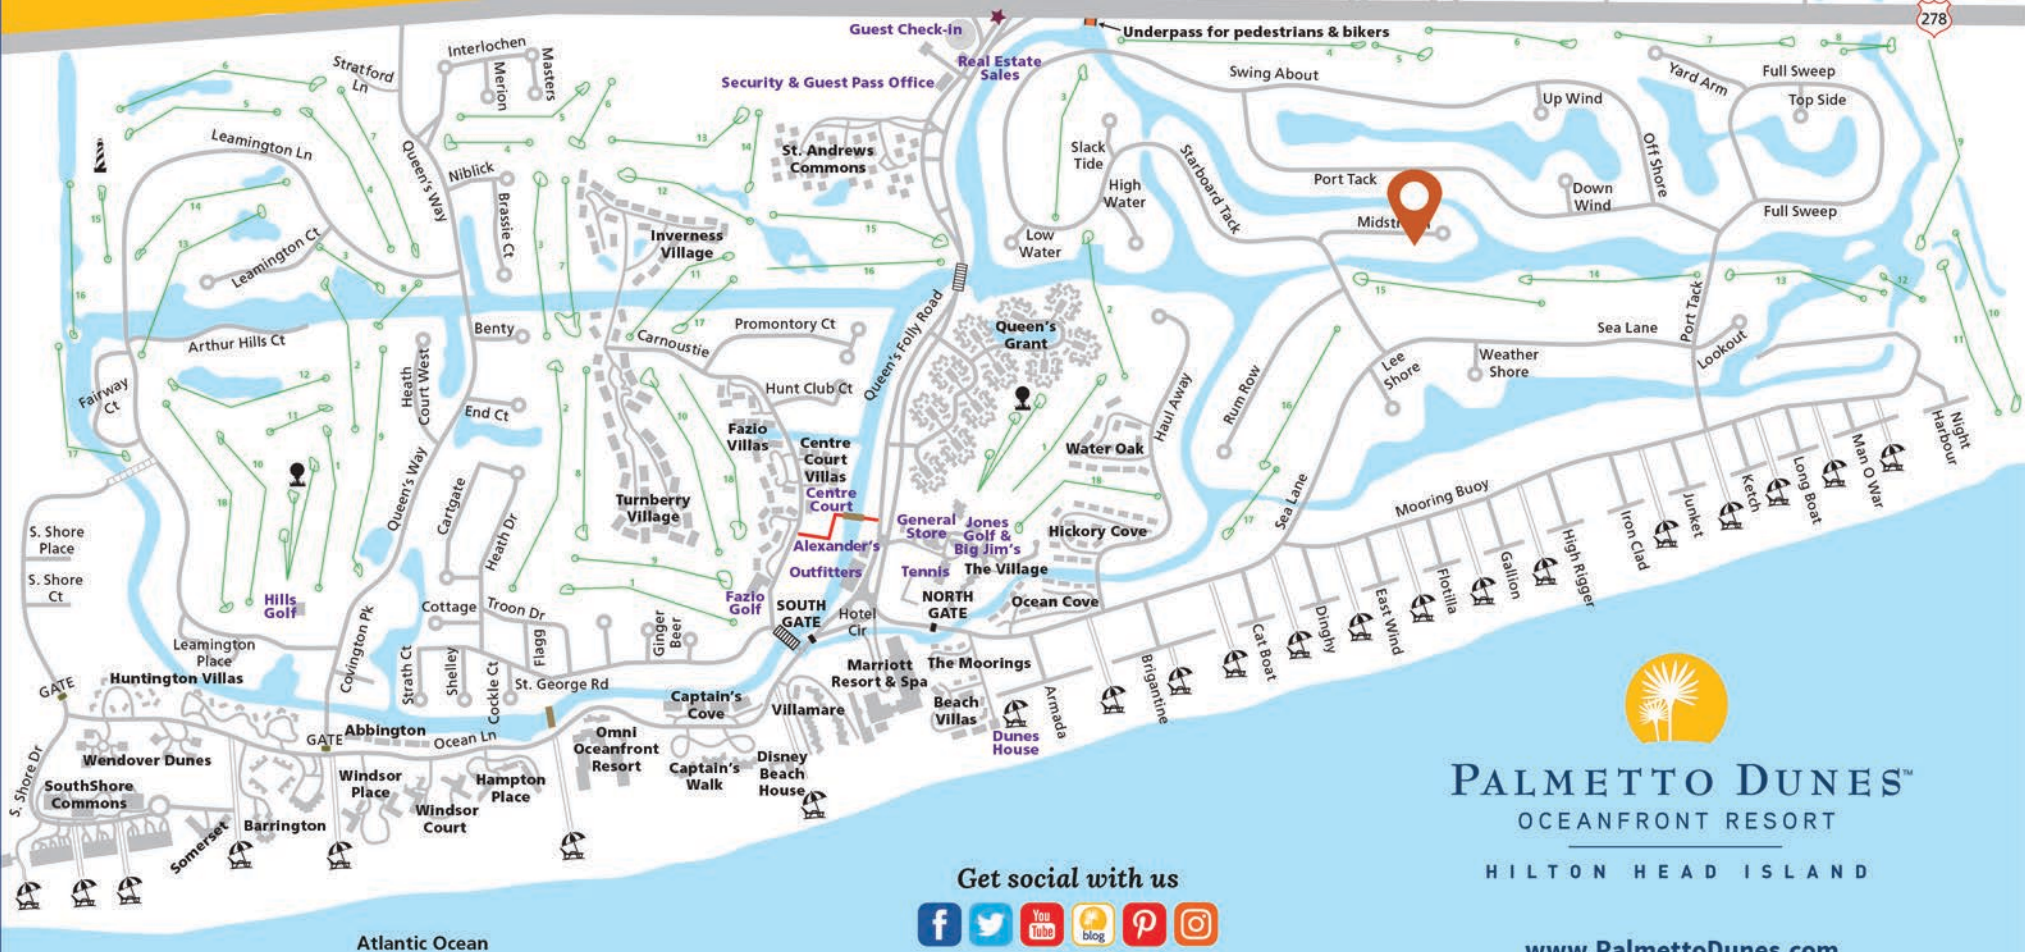 278
Guest Check-in
Underpass for pedestrians & bikers
Real Estate
Sales
Security & Guest Pass Office
Stratford
Ln
Interlochen
Merion
Masters
Swing About
Up Wind
Yard Arm
Full Sweep
Top Side
Off Shore
Leamington Ln
Queen's Way
Niblick
Brassie Ct
St. Andrews
Commons
Slack
Tide
High
Water
Low
Water
Starboard Tack
Port Tack
Down
Wind
Full Sweep
Leamington Ct
Inverness
Village
Arthur Hills Ct
Benty
Carnoustie
Promontory Ct
Queen's Folly Road
Queen's
Grant
Sea Lane
Port Tack
Lookout
Lee
Shore
Weather
Shore
Rum Row
Haul Away
Fairway
Ct
Heath
Court West
End Ct
Hunt Club Ct
Fazio
Villas
Centre
Court
Villas
Centre
Court
Water Oak
Night
Harbour
Queen's Way
Cartgate
Heath Dr
Turnberry
Village
Alexander's
Outfitters
General
Store
Jones
Golf &
Big Jim's
Hickory Cove
Tennis
The Village
Sea Lane
Mooring Buoy
S. Shore
Place
S. Shore
Ct
Hills
Golf
Cottage
Troon Dr
Flagg
Ginger
Beer
Fazio
Golf
SOUTH
GATE
Hotel
Cir
NORTH
GATE
Ocean Cove
Leamington
Place
Covington Pk
Strath Ct
Shelley
Cockle Ct
St. George Rd
Huntington Villas
GATE
GATE
Abbington
Ocean Ln
Captain's
Cove
Villamare
Marriott
Resort & Spa
The Moorings
Beach
Villas
Dunes
House
Armada
Brigantine
Cat Boat
Dinghy
East Wind
Flotilla
Gallion
High Rigger
Iron Clad
Junket
Ketch
Long Boat
Man O War
S. Shore Dr
Wendover Dunes
SouthShore
Commons
Somerset
Barrington
Windsor
Place
Windsor
Court
Hampton
Place
Omni
Oceanfront
Resort
Captain's
Walk
Disney
Beach
House
Atlantic Ocean
PALMETTO DUNES™
OCEANFRONT RESORT
HILTON HEAD ISLAND
Get social with us
You
Tube
blog
www.PalmettoDunes.com